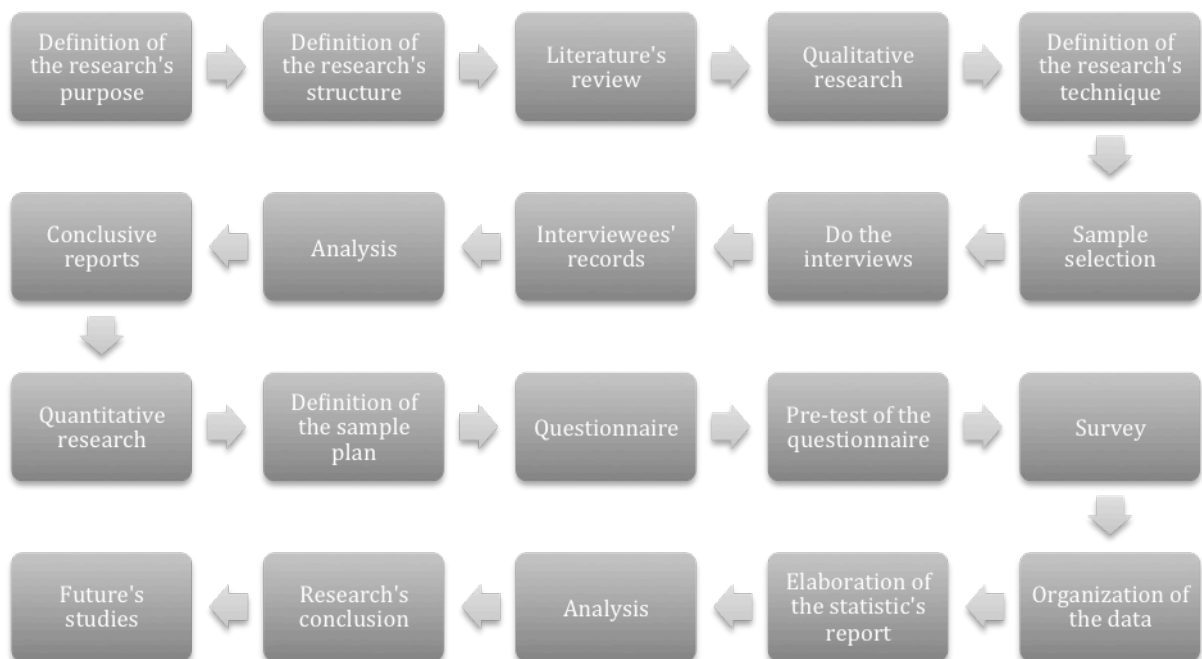 Definition of
the research's
purpose
Definition of
the research's
structure
Literature's
review
Qualitative
research
Definition of
the research's
technique
Sample
selection
Do the
interviews
Interviewees'
records
Analysis
Conclusive
reports
Quantitative
research
Definition of
the sample
plan
Questionnaire
Pre-test of the
questionnaire
Survey
Organization of
the data
Elaboration of
the statistic's
report
Analysis
Research's
conclusion
Future's
studies